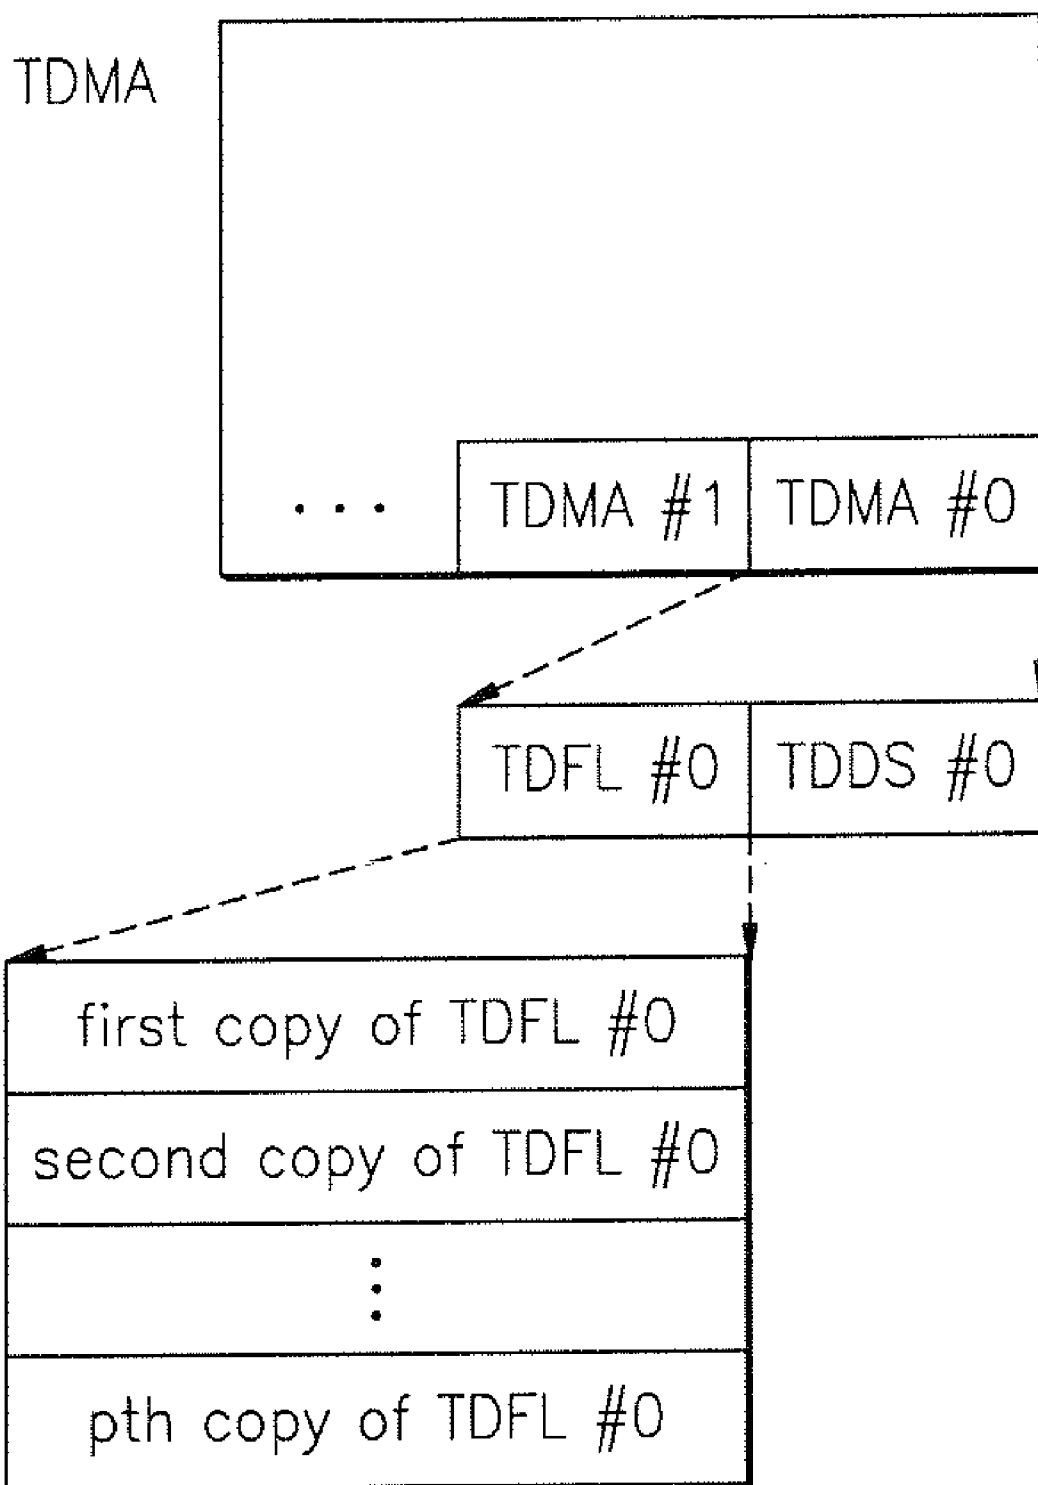 TDMA
. . . TDMA #1 TDMA #0
TDFL #0 TDDS #0
first copy of TDFL #0
second copy of TDFL #0
⋮
pth copy of TDFL #0